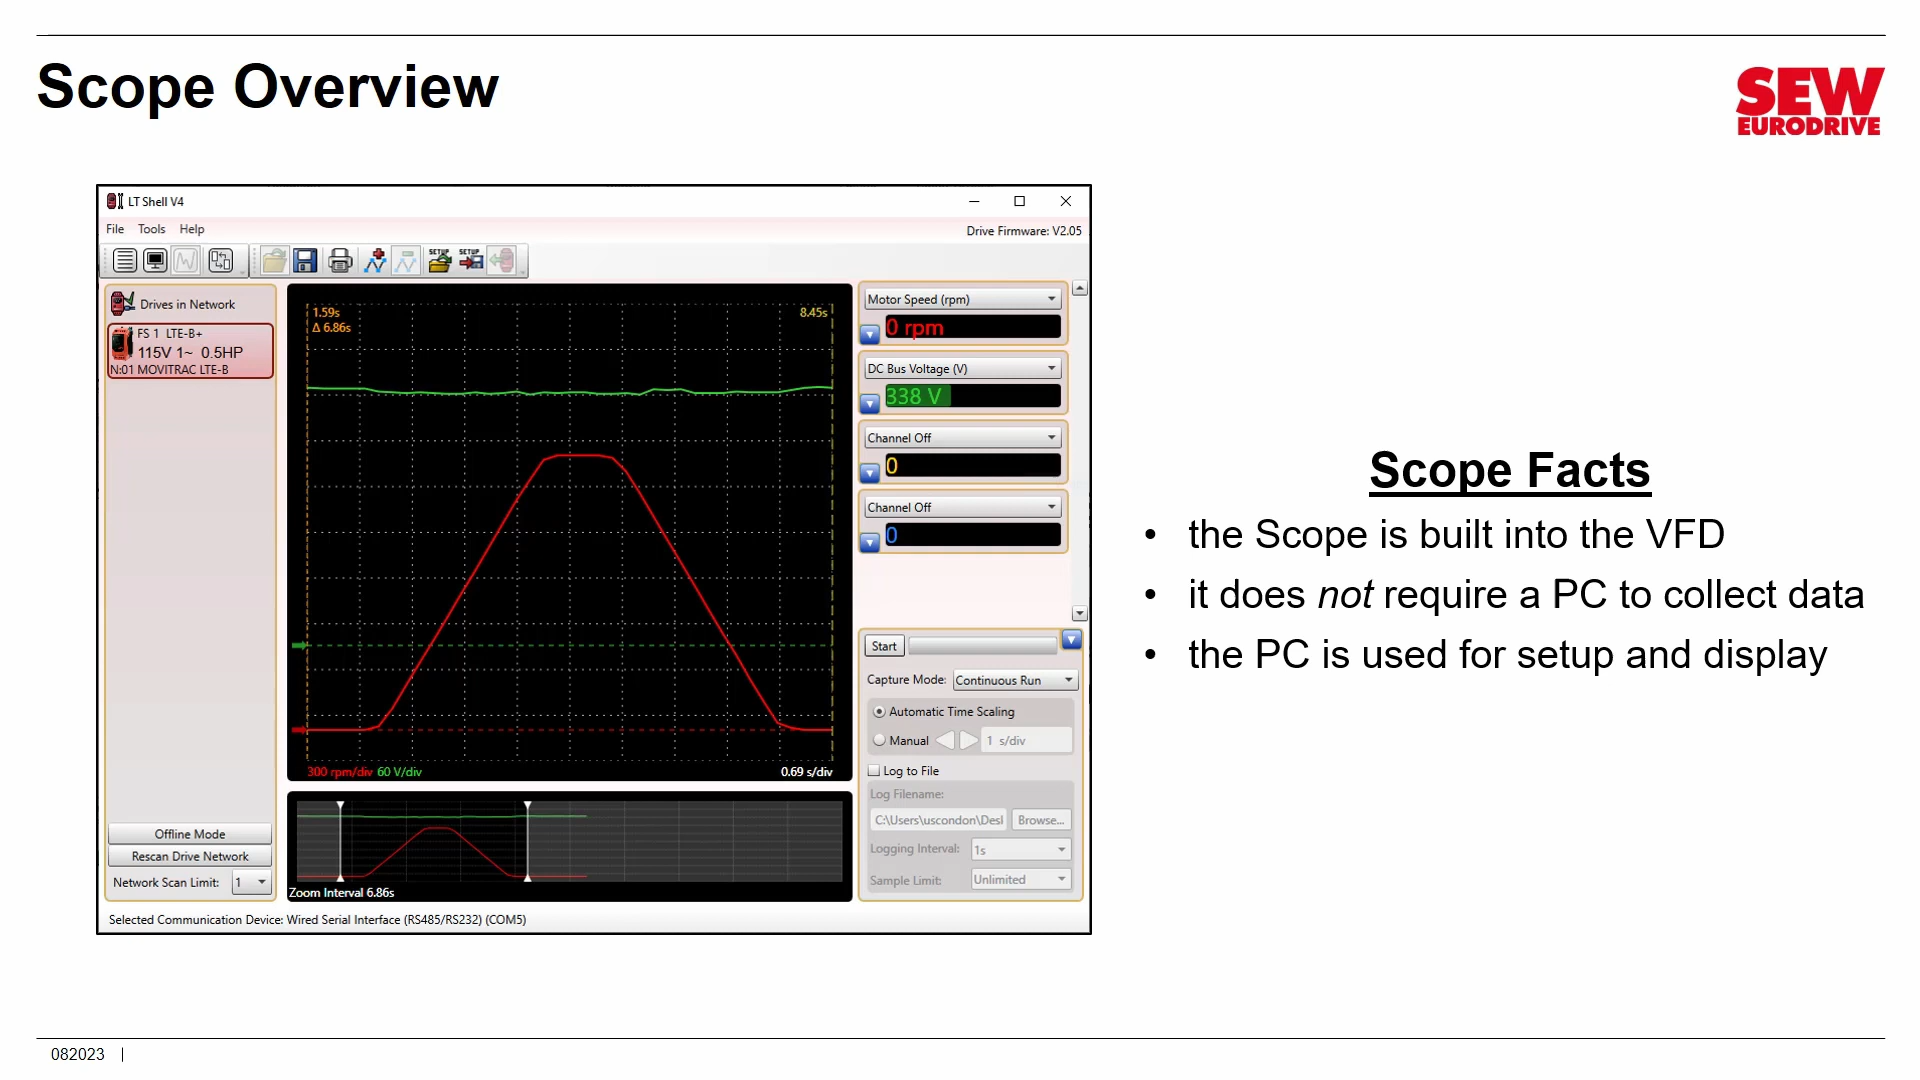 Scope Overview
SEW
EURODRIVE
LT Shell V4
File Tools Help
Drive Firmware: V2.05
SETUP SETUP
Drives in Network
FS 1 LTE-B+
115V 1~ 0.5HP
N:01 MOVITRAC LTE-B
Offline Mode
Rescan Drive Network
Network Scan Limit: 1
1.59s
Δ 6.86s
8.45s
300 rpm/div 60 V/div
0.69 s/div
Zoom Interval 6.86s
Motor Speed (rpm)
0 rpm
DC Bus Voltage (V)
338 V
Channel Off
0
Channel Off
0
Start
Capture Mode: Continuous Run
Automatic Time Scaling
Manual 1 s/div
Log to File
Log Filename:
C:\Users\uscondon\Desl Browse...
Logging Interval: 1s
Sample Limit: Unlimited
Selected Communication Device: Wired Serial Interface (RS485/RS232) (COM5)
Scope Facts
• the Scope is built into the VFD
• it does not require a PC to collect data
• the PC is used for setup and display
082023 |